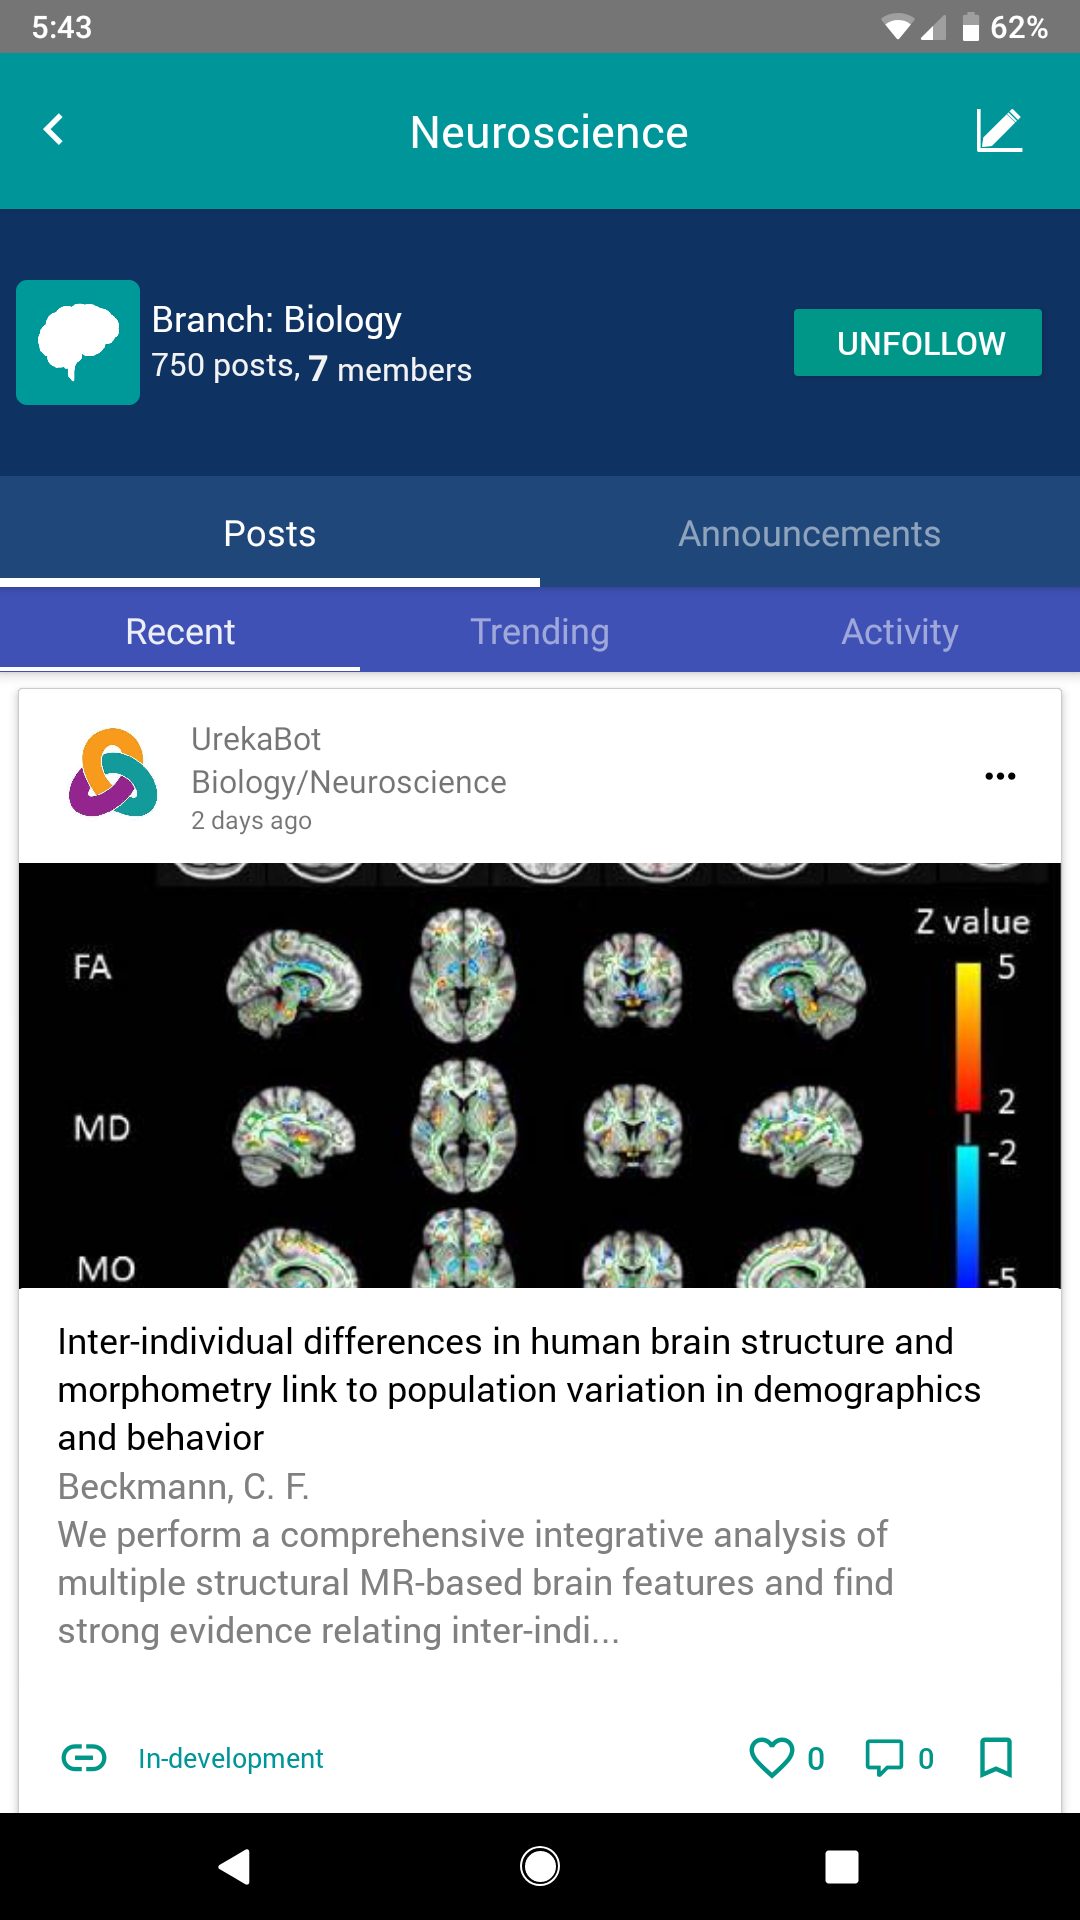 5:43
62%
Neuroscience
Branch: Biology
750 posts, 7 members
UNFOLLOW
Posts
Announcements
Recent
Trending
Activity
UrekaBot
Biology/Neuroscience
2 days ago
Z value
FA
5
MD
2
-2
MO
-5
Inter-individual differences in human brain structure and
morphometry link to population variation in demographics
and behavior
Beckmann, C. F.
We perform a comprehensive integrative analysis of
multiple structural MR-based brain features and find
strong evidence relating inter-indi...
In-development
0
0